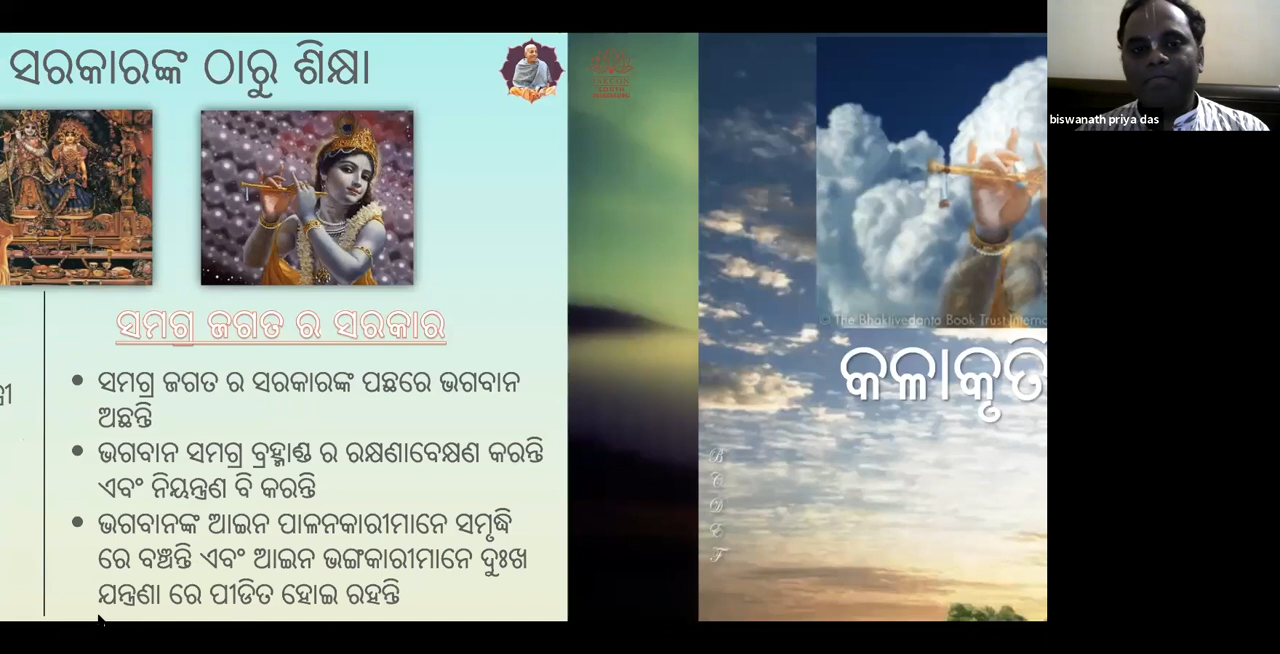 ସରକାରଙ୍କ ଠାରୁ ଶିକ୍ଷା
ସମଗ୍ର ଜଗତ ର ସରକାର
ସମଗ୍ର ଜଗତ ର ସରକାରଙ୍କ ପଛରେ ଭଗବାନ
ଅଛନ୍ତି
ଭଗବାନ ସମଗ୍ର ବ୍ରହ୍ମାଣ୍ଡ ର ରକ୍ଷଣାବେକ୍ଷଣ କରନ୍ତି
ଏବଂ ନିୟନ୍ତ୍ରଣ ବି କରନ୍ତି
ଭଗବାନଙ୍କ ଆଇନ ପାଳନକାରୀମାନେ ସମୃଦ୍ଧି
ରେ ବଞ୍ଚନ୍ତି ଏବଂ ଆଇନ ଭଙ୍ଗକାରୀମାନେ ଦୁଃଖ
ଯନ୍ତ୍ରଣା ରେ ପୀଡିତ ହୋଇ ରହନ୍ତି
© The Bhaktivedanta Book Trust Interna
କଳାକୃତି
biswanath priya das